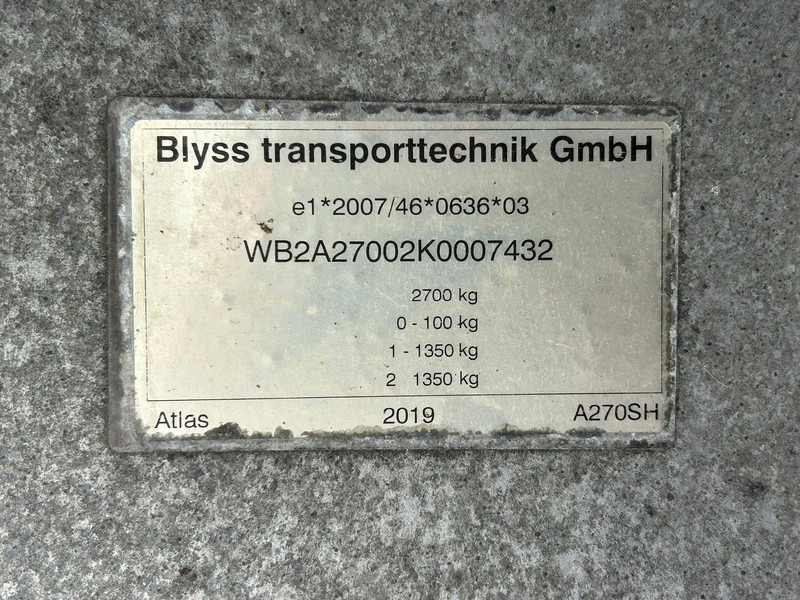 Blyss transporttechnik GmbH
e1*2007/46*0636*03
WB2A27002K0007432
2700 kg
0 - 100 kg
1 - 1350 kg
2 1350 kg
Atlas 2019 A270SH